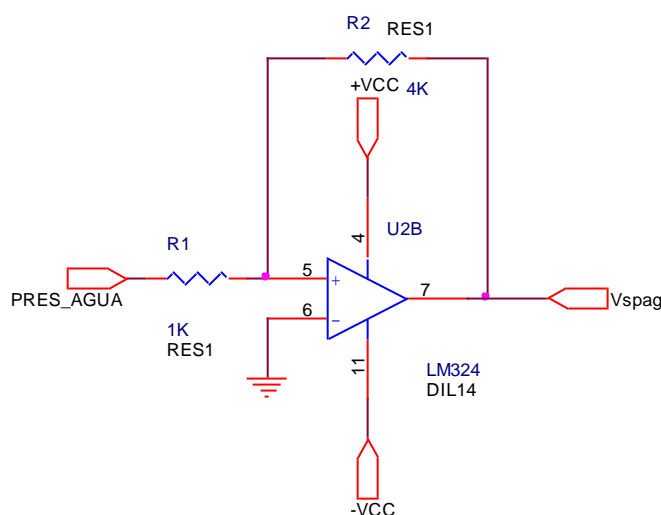 R2
RES1
+VCC
4K
4
U2B
R1
5
+
7
PRES_AGUA
6
-
Vspag
1K
RES1
11
LM324
DIL14
-VCC